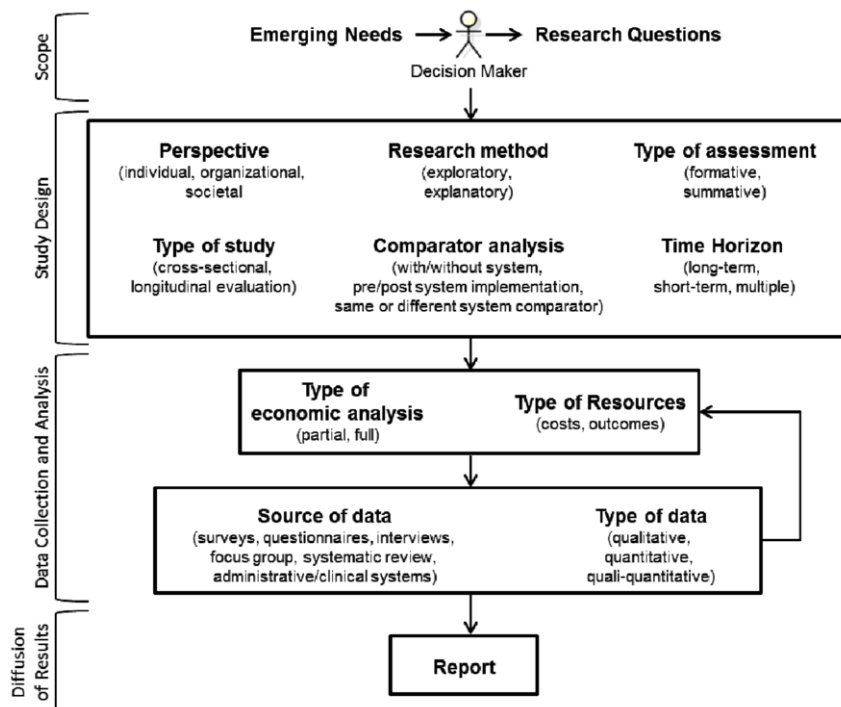 Scope
Emerging Needs
Research Questions
Decision Maker
Study Design
Perspective
(individual, organizational,
societal
Research method
(exploratory,
explanatory)
Type of assessment
(formative,
summative)
Type of study
(cross-sectional,
longitudinal evaluation)
Comparator analysis
(with/without system,
pre/post system implementation,
same or different system comparator)
Time Horizon
(long-term,
short-term, multiple)
Data Collection and Analysis
Type of
economic analysis
(partial, full)
Type of Resources
(costs, outcomes)
Source of data
(surveys, questionnaires, interviews,
focus group, systematic review,
administrative/clinical systems)
Type of data
(qualitative,
quantitative,
quali-quantitative)
Diffusion
of Results
Report